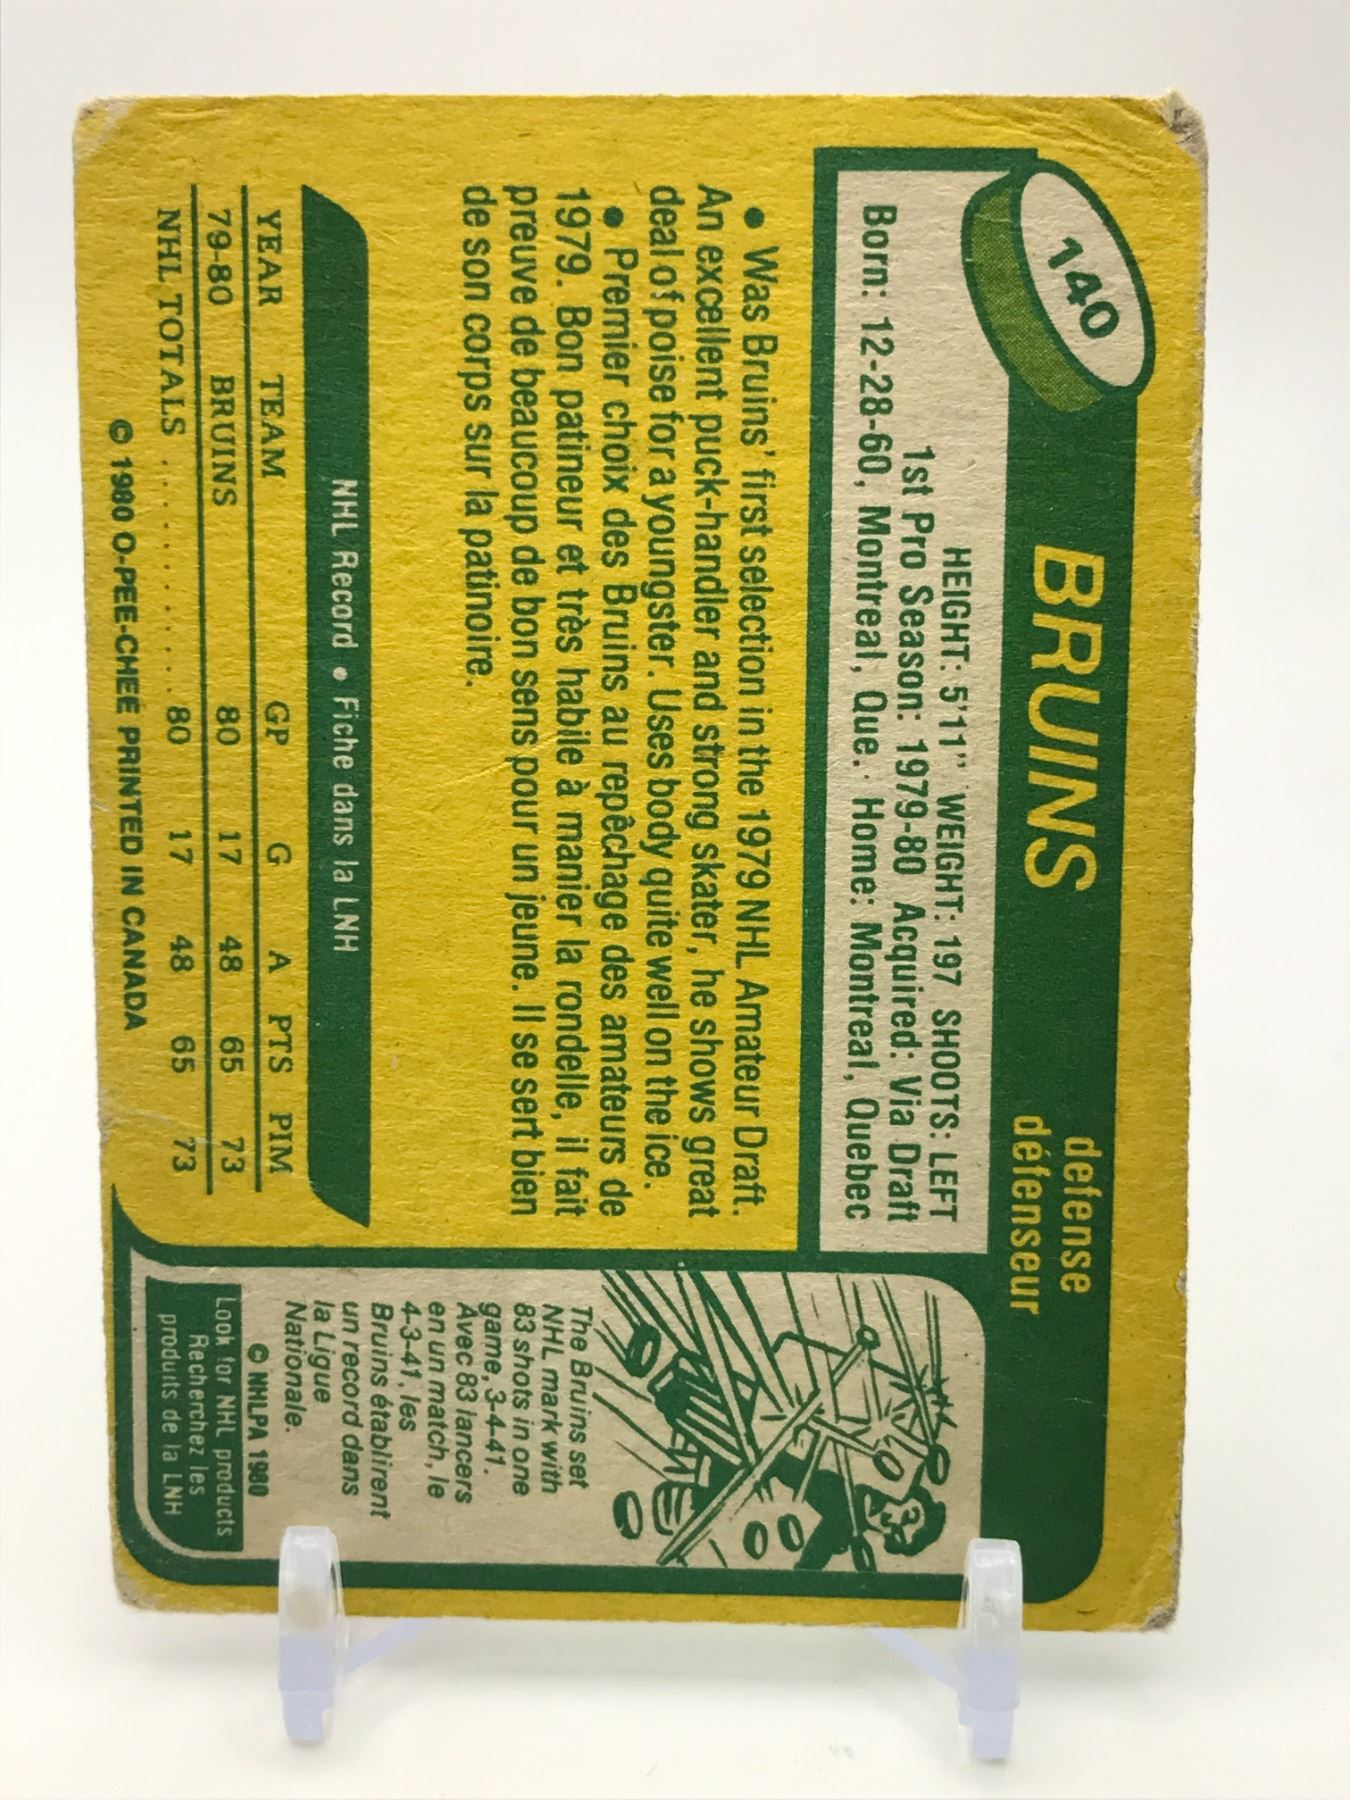 140
BRUINS
defense
défenseur
HEIGHT: 5'11" WEIGHT: 197 SHOOTS: LEFT
1st Pro Season: 1979-80 Acquired: Via Draft
Born: 12-28-60, Montreal, Que. Home: Montreal, Quebec
• Was Bruins' first selection in the 1979 NHL Amateur Draft.
An excellent puck-handler and strong skater, he shows great
deal of poise for a youngster. Uses body quite well on the ice.
• Premier choix des Bruins au repêchage des amateurs de
1979. Bon patineur et très habile à manier la rondelle, il fait
preuve de beaucoup de bon sens pour un jeune. Il se sert bien
de son corps sur la patinoire.
NHL Record • Fiche dans la LNH
YEAR TEAM GP G A PTS PIM
79-80 BRUINS 80 17 48 65 73
NHL TOTALS . . . . . . . . . . . 80 17 48 65 73
© 1980 O-PEE-CHEE PRINTED IN CANADA
The Bruins set
NHL mark with
83 shots in one
game, 3-4-41.
Avec 83 lancers
en un match, le
4-3-41, les
Bruins établirent
un record dans
la Ligue
Nationale.
© NHLPA 1980
Look for NHL products
Recherchez les
produits de la LNH